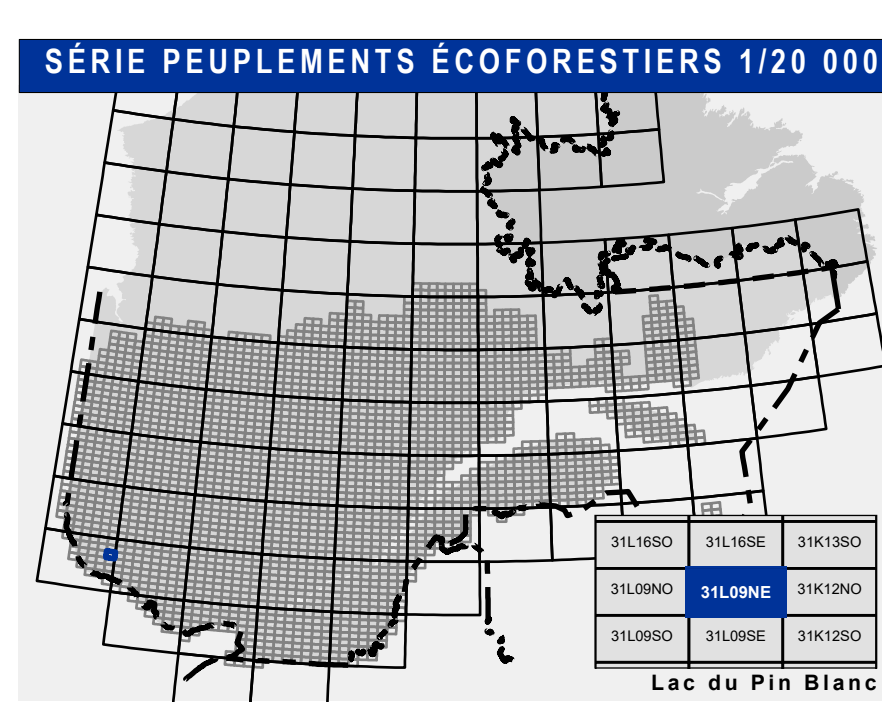 SÉRIE PEUPLEMENTS ÉCOFORESTIERS 1/20 000
31L16SO 31L16SE 31K13SO
31L09NO 31L09NE 31K12NO
31L09SO 31L09SE 31K12SO
Lac du Pin Blanc